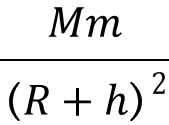 Mm
(R + h)²